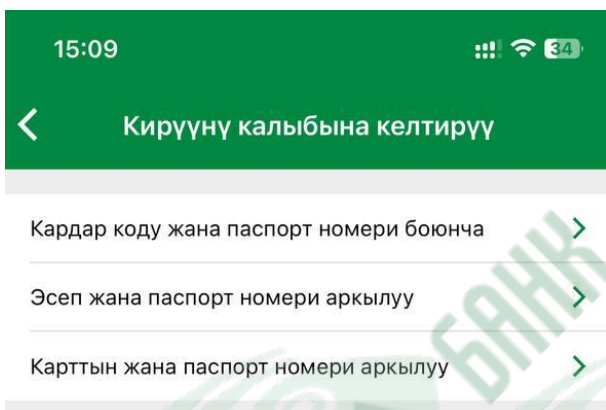 15:09
34
Кирүүнү калыбына келтирүү
Кардар коду жана паспорт номери боюнча
Эсеп жана паспорт номери аркылуу
Карттын жана паспорт номери аркылуу
БАНК